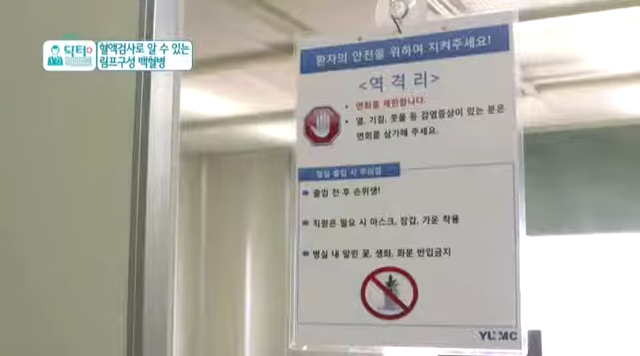 닥터
혈액검사로 알 수 있는
림프구성 백혈병
환자의 안전을 위하여 지켜주세요!
<역 격 리>
• 면회를 제한합니다.
• 열, 기침, 콧물 등 감염증상이 있는 분은
면회를 삼가해 주세요.
병실 출입 시 주의점
출입 전·후 손위생!
직원은 필요 시 마스크, 장갑, 가운 착용
병실 내 말린 꽃, 생화, 화분 반입금지
YUMC